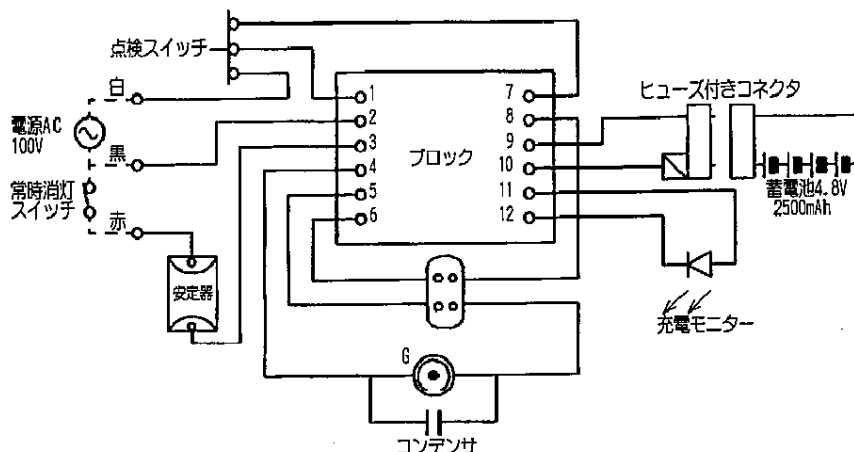 点検スイッチ
白
電源AC
100V
黒
常時消灯
スイッチ
赤
安定器
1
2
3
4
5
6
ブロック
7
8
9
10
11
12
ヒューズ付きコネクタ
蓄電池4.8V
2500mAh
充電モニター
G
コンデンサ